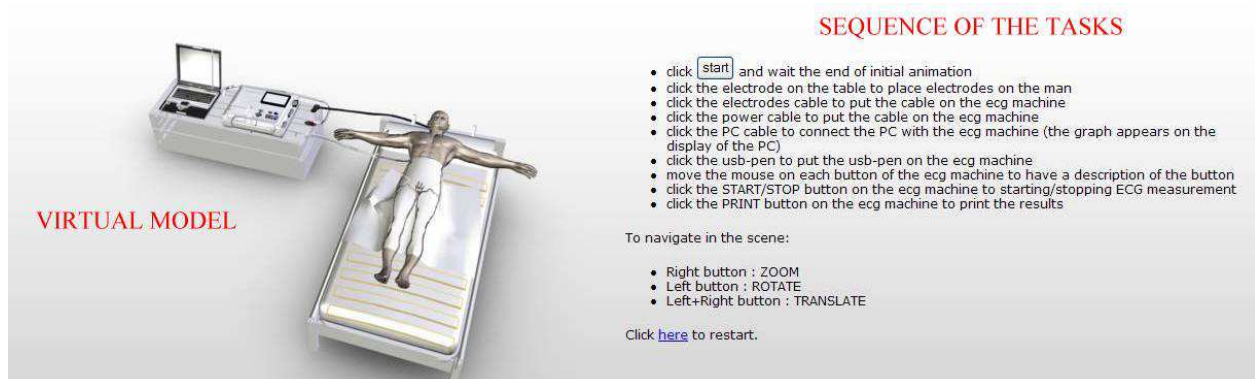 SEQUENCE OF THE TASKS
click start and wait the end of initial animation
click the electrode on the table to place electrodes on the man
click the electrodes cable to put the cable on the ecg machine
click the power cable to put the cable on the ecg machine
click the PC cable to connect the PC with the ecg machine (the graph appears on the
display of the PC)
click the usb-pen to put the usb-pen on the ecg machine
move the mouse on each button of the ecg machine to have a description of the button
click the START/STOP button on the ecg machine to starting/stopping ECG measurement
click the PRINT button on the ecg machine to print the results
VIRTUAL MODEL
To navigate in the scene:
Right button : ZOOM
Left button : ROTATE
Left+Right button : TRANSLATE
Click here to restart.